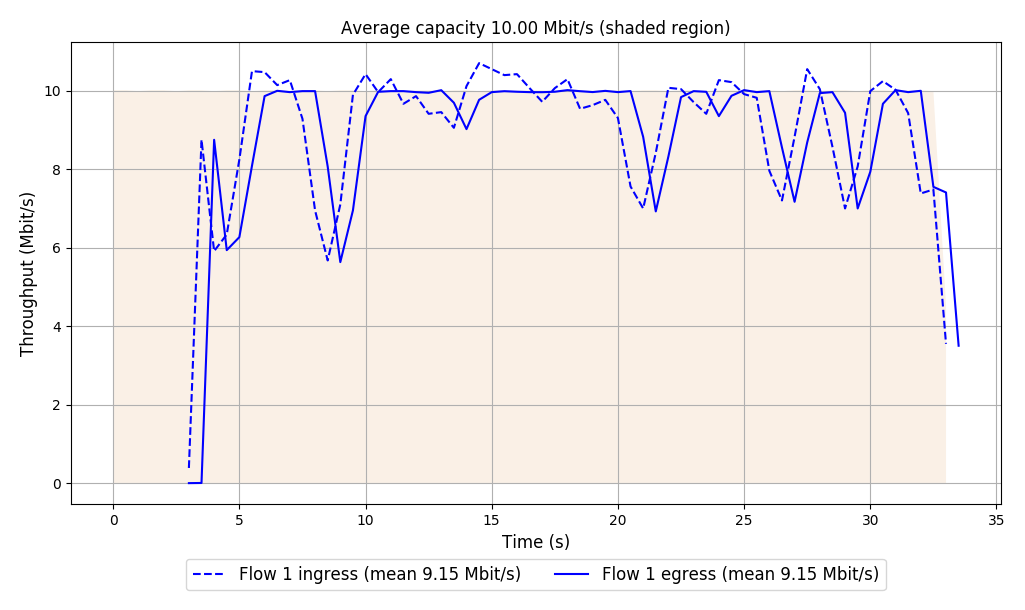 Average capacity 10.00 Mbit/s (shaded region)
Throughput (Mbit/s)
10
8
6
4
2
0
0 5 10 15 20 25 30 35
Time (s)
Flow 1 ingress (mean 9.15 Mbit/s) Flow 1 egress (mean 9.15 Mbit/s)